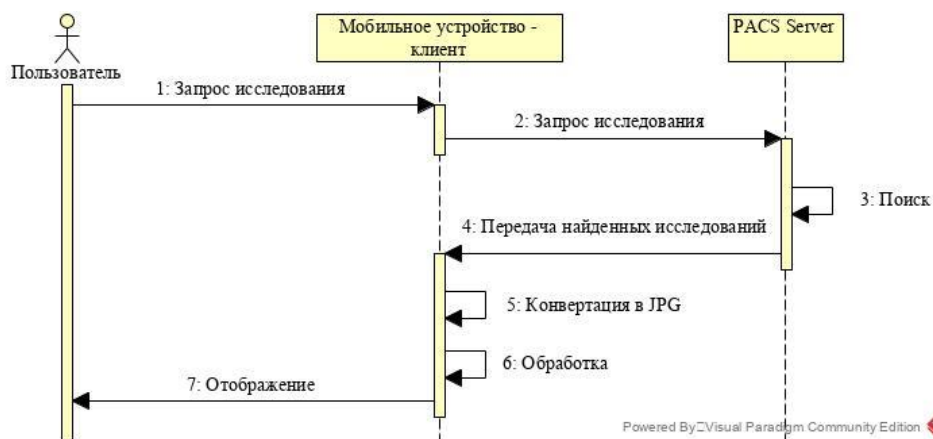 Мобильное устройство -
клиент
PACS Server
Пользователь
1: Запрос исследования
2: Запрос исследования
3: Поиск
4: Передача найденных исследований
5: Конвертация в JPG
6: Обработка
7: Отображение
Powered By Visual Paradigm Community Edition